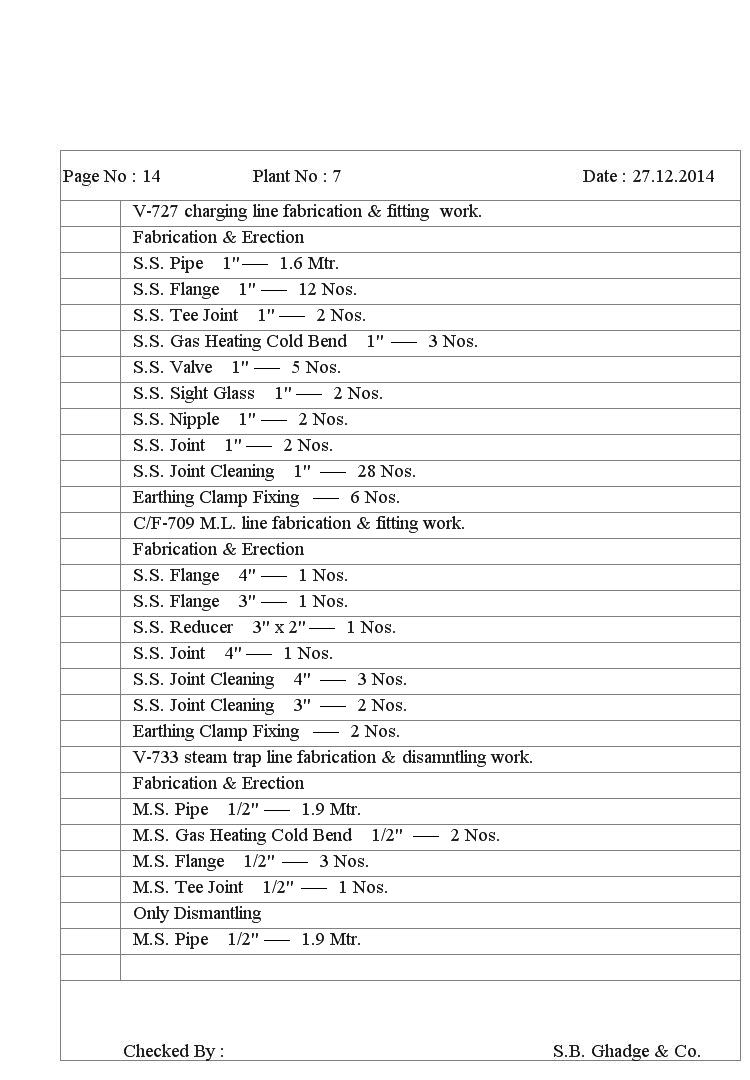 Page No : 14 Plant No : 7 Date : 27.12.2014
V-727 charging line fabrication & fitting work.
Fabrication & Erection
S.S. Pipe 1" — 1.6 Mtr.
S.S. Flange 1" — 12 Nos.
S.S. Tee Joint 1" — 2 Nos.
S.S. Gas Heating Cold Bend 1" — 3 Nos.
S.S. Valve 1" — 5 Nos.
S.S. Sight Glass 1" — 2 Nos.
S.S. Nipple 1" — 2 Nos.
S.S. Joint 1" — 2 Nos.
S.S. Joint Cleaning 1" — 28 Nos.
Earthing Clamp Fixing — 6 Nos.
C/F-709 M.L. line fabrication & fitting work.
Fabrication & Erection
S.S. Flange 4" — 1 Nos.
S.S. Flange 3" — 1 Nos.
S.S. Reducer 3" x 2" — 1 Nos.
S.S. Joint 4" — 1 Nos.
S.S. Joint Cleaning 4" — 3 Nos.
S.S. Joint Cleaning 3" — 2 Nos.
Earthing Clamp Fixing — 2 Nos.
V-733 steam trap line fabrication & disamntling work.
Fabrication & Erection
M.S. Pipe 1/2" — 1.9 Mtr.
M.S. Gas Heating Cold Bend 1/2" — 2 Nos.
M.S. Flange 1/2" — 3 Nos.
M.S. Tee Joint 1/2" — 1 Nos.
Only Dismantling
M.S. Pipe 1/2" — 1.9 Mtr.
Checked By : S.B. Ghadge & Co.